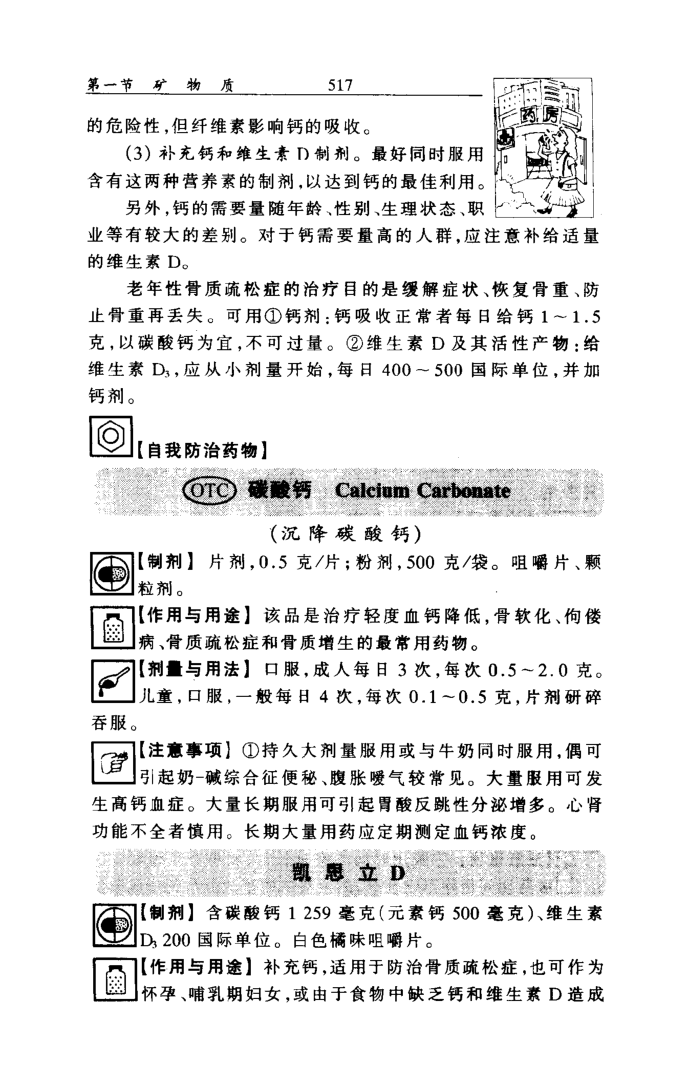 第一节 矿物质 517
药房
的危险性,但纤维素影响钙的吸收。
(3) 补充钙和维生素 D 制剂。最好同时服用
含有这两种营养素的制剂,以达到钙的最佳利用。
另外,钙的需要量随年龄、性别、生理状态、职
业等有较大的差别。对于钙需要量高的人群,应注意补给适量
的维生素 D。
老年性骨质疏松症的治疗目的是缓解症状、恢复骨重、防
止骨重再丢失。可用①钙剂:钙吸收正常者每日给钙 1~1.5
克,以碳酸钙为宜,不可过量。②维生素 D 及其活性产物:给
维生素 D₃,应从小剂量开始,每日 400~500 国际单位,并加
钙剂。
【自我防治药物】
OTC 碳酸钙 Calcium Carbonate
(沉降碳酸钙)
【制剂】 片剂,0.5 克/片;粉剂,500 克/袋。咀嚼片、颗
粒剂。
【作用与用途】 该品是治疗轻度血钙降低,骨软化、佝偻
病、骨质疏松症和骨质增生的最常用药物。
【剂量与用法】 口服,成人每日 3 次,每次 0.5~2.0 克。
儿童,口服,一般每日 4 次,每次 0.1~0.5 克,片剂研碎
吞服。
【注意事项】 ①持久大剂量服用或与牛奶同时服用,偶可
引起奶-碱综合征便秘、腹胀嗳气较常见。大量服用可发
生高钙血症。大量长期服用可引起胃酸反跳性分泌增多。心肾
功能不全者慎用。长期大量用药应定期测定血钙浓度。
凯思立 D
【制剂】 含碳酸钙 1 259 毫克(元素钙 500 毫克)、维生素
D₃ 200 国际单位。白色橘味咀嚼片。
【作用与用途】 补充钙,适用于防治骨质疏松症,也可作为
怀孕、哺乳期妇女,或由于食物中缺乏钙和维生素 D 造成